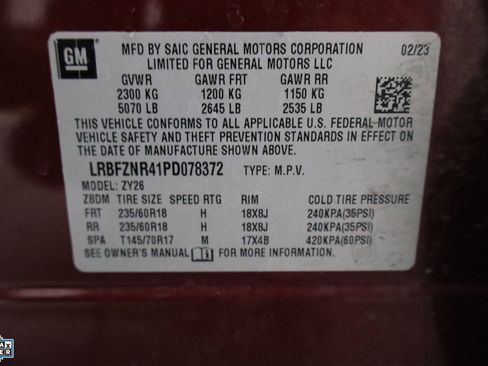 GM
MFD BY SAIC GENERAL MOTORS CORPORATION 02/23
LIMITED FOR GENERAL MOTORS LLC
GVWR GAWR FRT GAWR RR
2300 KG 1200 KG 1150 KG
5070 LB 2645 LB 2535 LB
THIS VEHICLE CONFORMS TO ALL APPLICABLE U.S. FEDERAL MOTOR
VEHICLE SAFETY AND THEFT PREVENTION STANDARDS IN EFFECT ON
THE DATE OF MANUFACTURE SHOWN ABOVE.
LRBFZNR41PD078372 TYPE: M.P.V.
MODEL: ZY26
ZBDM TIRE SIZE SPEED RTG RIM COLD TIRE PRESSURE
FRT 235/60R18 H 18X8J 240KPA(35PSI)
RR 235/60R18 H 18X8J 240KPA(35PSI)
SPA T145/70R17 M 17X4B 420KPA(60PSI)
SEE OWNER'S MANUAL FOR MORE INFORMATION.